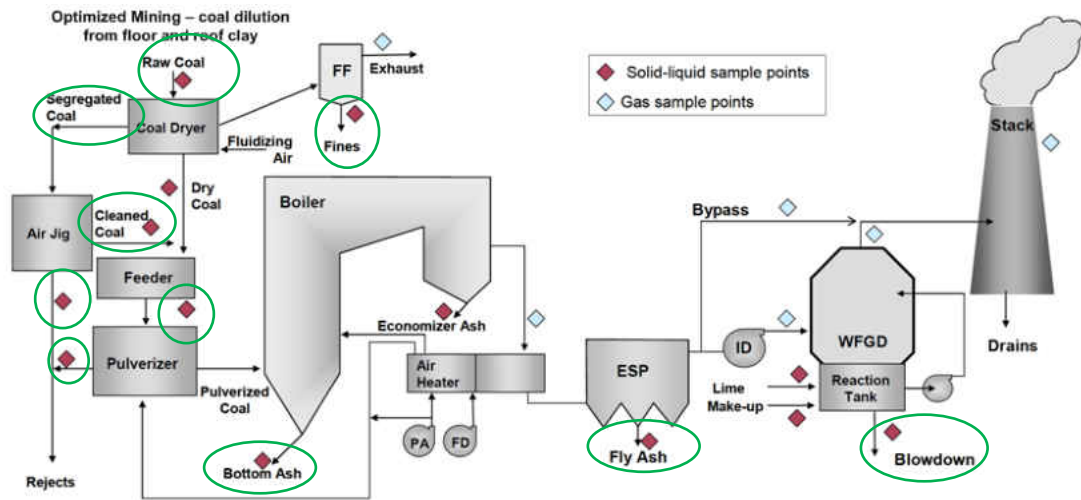 Optimized Mining – coal dilution
from floor and roof clay
Raw Coal
Segregated
Coal
Coal Dryer
FF
Exhaust
Fines
Fluidizing
Air
Solid-liquid sample points
Gas sample points
Stack
Dry
Coal
Boiler
Bypass
Air Jig
Cleaned
Coal
Feeder
Economizer Ash
Pulverizer
Pulverized
Coal
Air
Heater
ESP
ID
WFGD
Drains
Lime
Make-up
Reaction
Tank
PA
FD
Rejects
Bottom Ash
Fly Ash
Blowdown